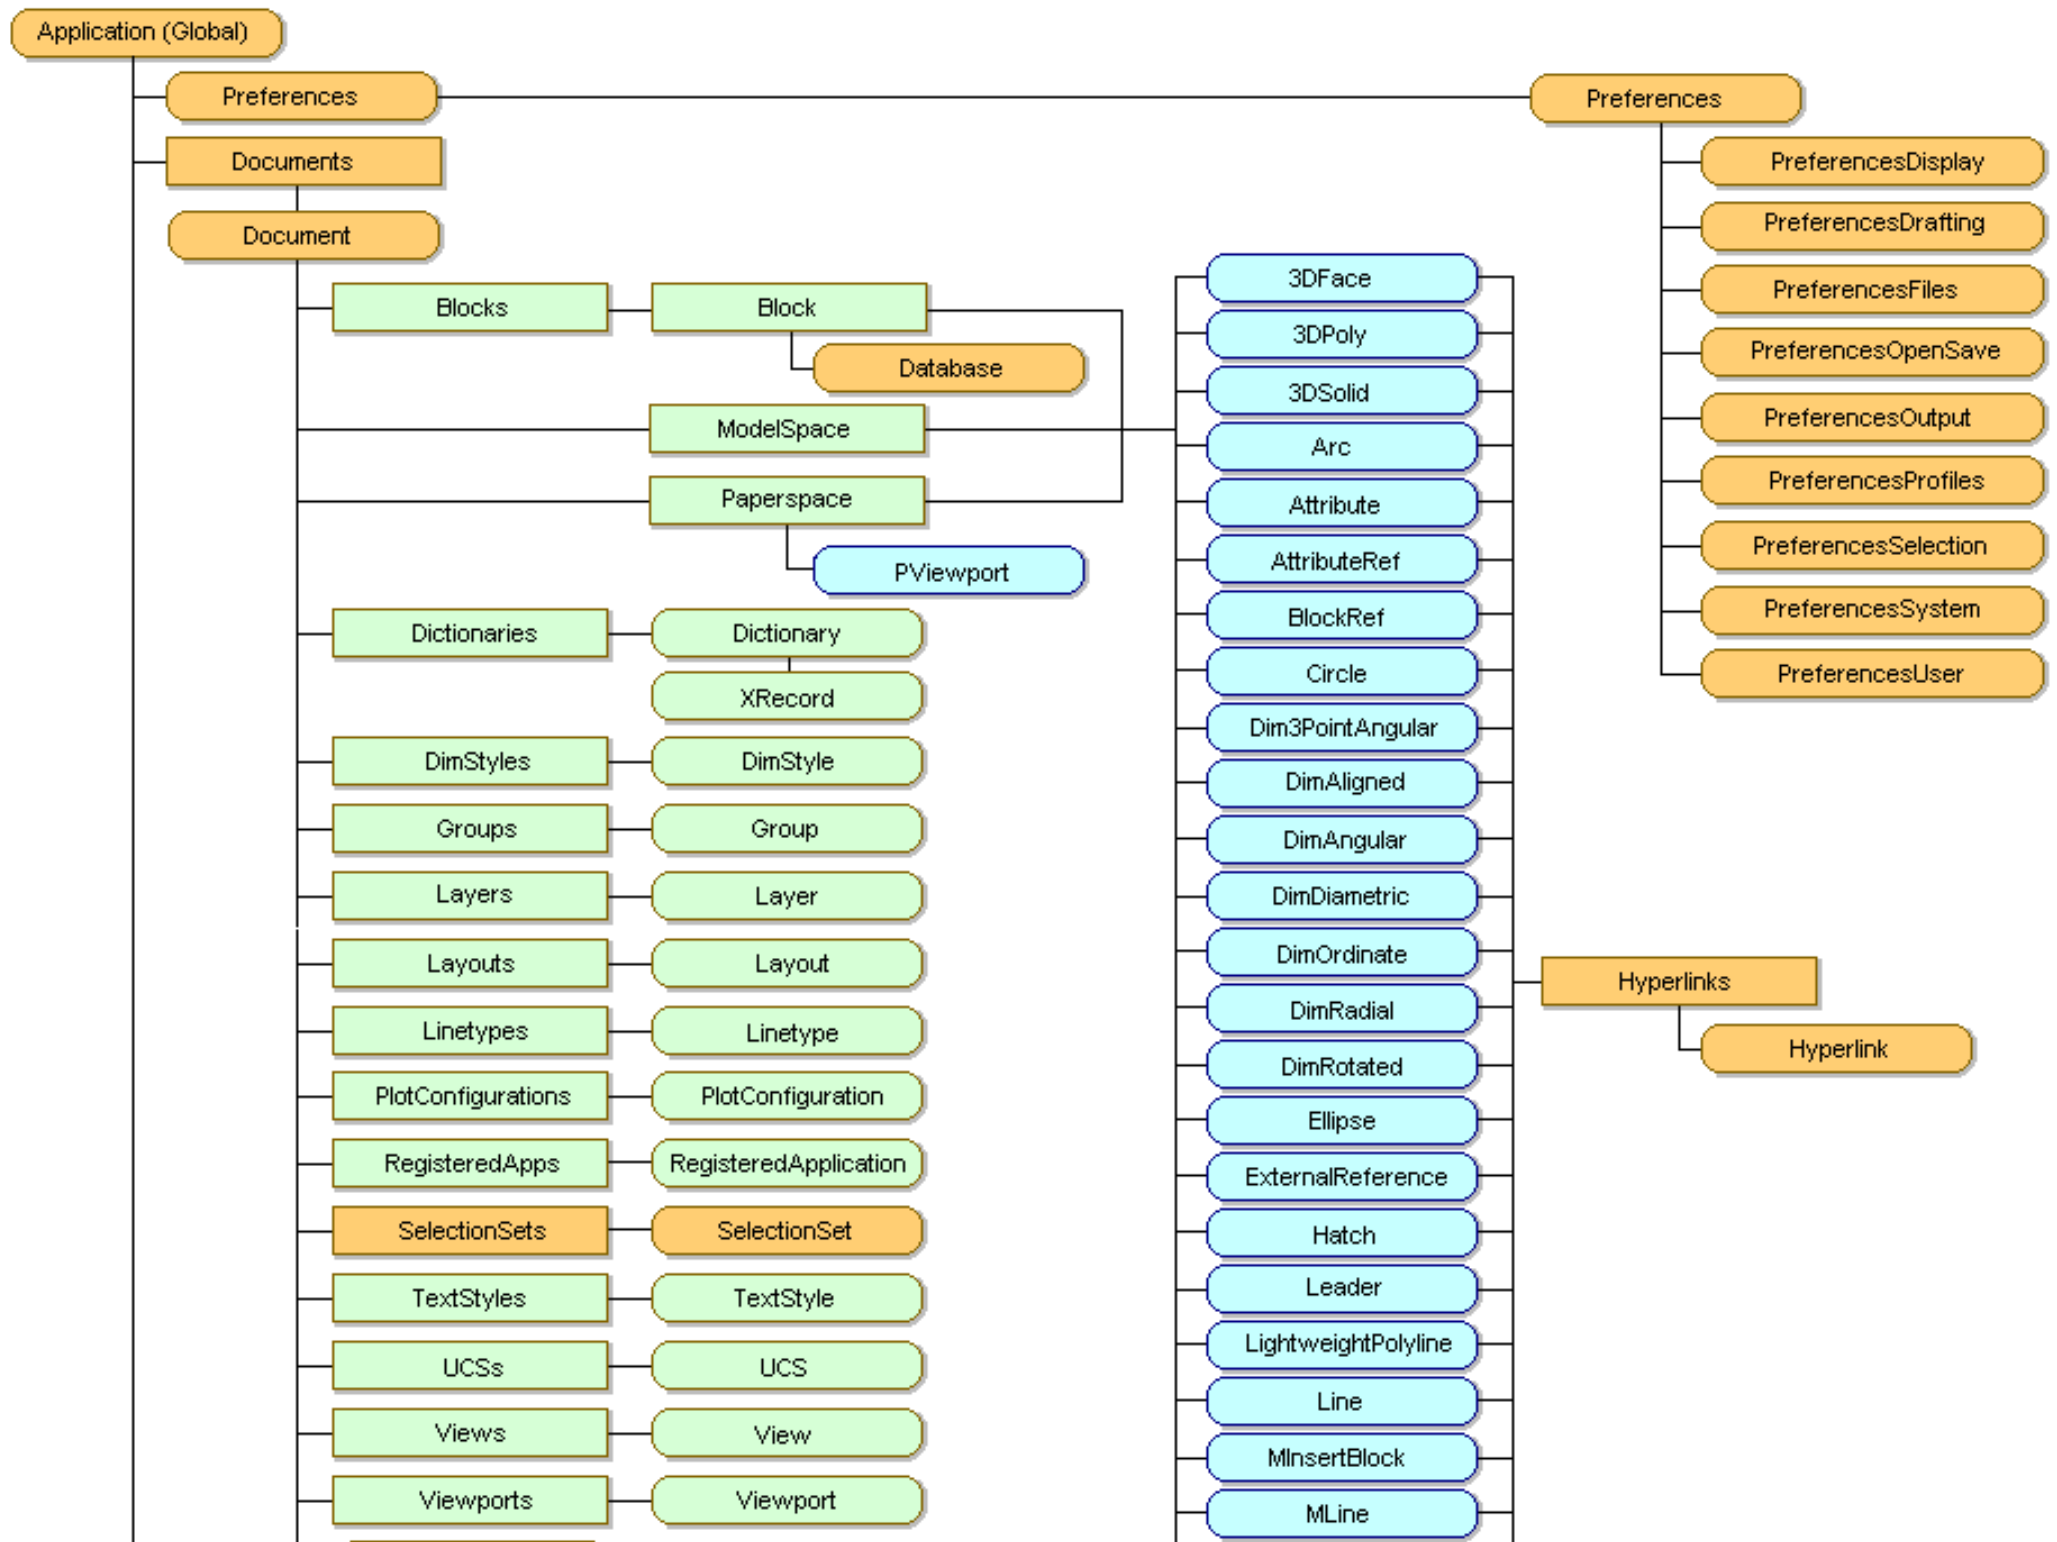 Application (Global)
Preferences
Documents
Document
Blocks
Block
Database
ModelSpace
Paperspace
PViewport
Dictionaries
Dictionary
XRecord
DimStyles
DimStyle
Groups
Group
Layers
Layer
Layouts
Layout
Linetypes
Linetype
PlotConfigurations
PlotConfiguration
RegisteredApps
RegisteredApplication
SelectionSets
SelectionSet
TextStyles
TextStyle
UCSs
UCS
Views
View
Viewports
Viewport
3DFace
3DPoly
3DSolid
Arc
Attribute
AttributeRef
BlockRef
Circle
Dim3PointAngular
DimAligned
DimAngular
DimDiametric
DimOrdinate
DimRadial
DimRotated
Ellipse
ExternalReference
Hatch
Leader
LightweightPolyline
Line
MInsertBlock
MLine
Preferences
PreferencesDisplay
PreferencesDrafting
PreferencesFiles
PreferencesOpenSave
PreferencesOutput
PreferencesProfiles
PreferencesSelection
PreferencesSystem
PreferencesUser
Hyperlinks
Hyperlink